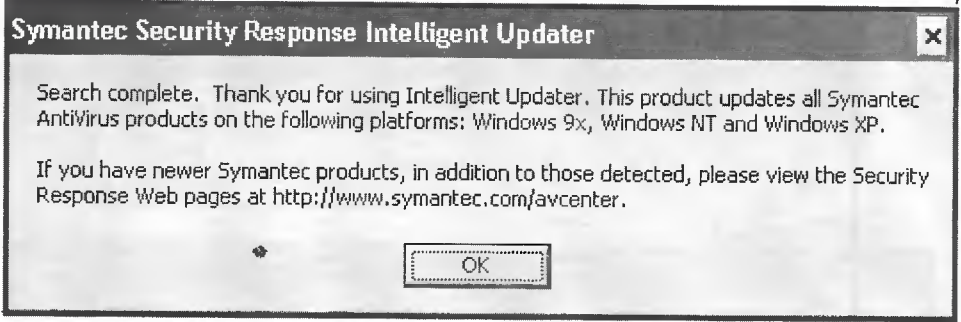 Symantec Security Response Intelligent Updater
Search complete.  Thank you for using Intelligent Updater. This product updates all Symantec
AntiVirus products on the following platforms: Windows 9x, Windows NT and Windows XP.
If you have newer Symantec products, in addition to those detected, please view the Security
Response Web pages at http://www.symantec.com/avcenter.
OK